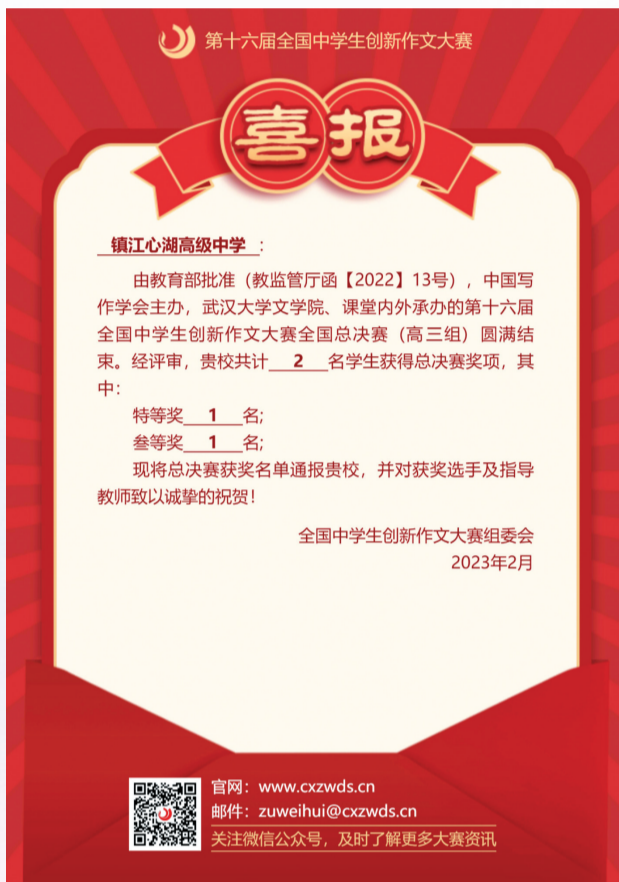 第十六届全国中学生创新作文大赛
喜报
镇江心湖高级中学：
由教育部批准（教监管厅函【2022】13号），中国写
作学会主办，武汉大学文学院、课堂内外承办的第十六届
全国中学生创新作文大赛全国总决赛（高三组）圆满结
束。经评审，贵校共计2名学生获得总决赛奖项，其
中：
特等奖1名;
叁等奖1名;
现将总决赛获奖名单通报贵校，并对获奖选手及指导
教师致以诚挚的祝贺！
全国中学生创新作文大赛组委会
2023年2月
官网：www.cxzwds.cn
邮件：zuweihui@cxzwds.cn
关注微信公众号，及时了解更多大赛资讯